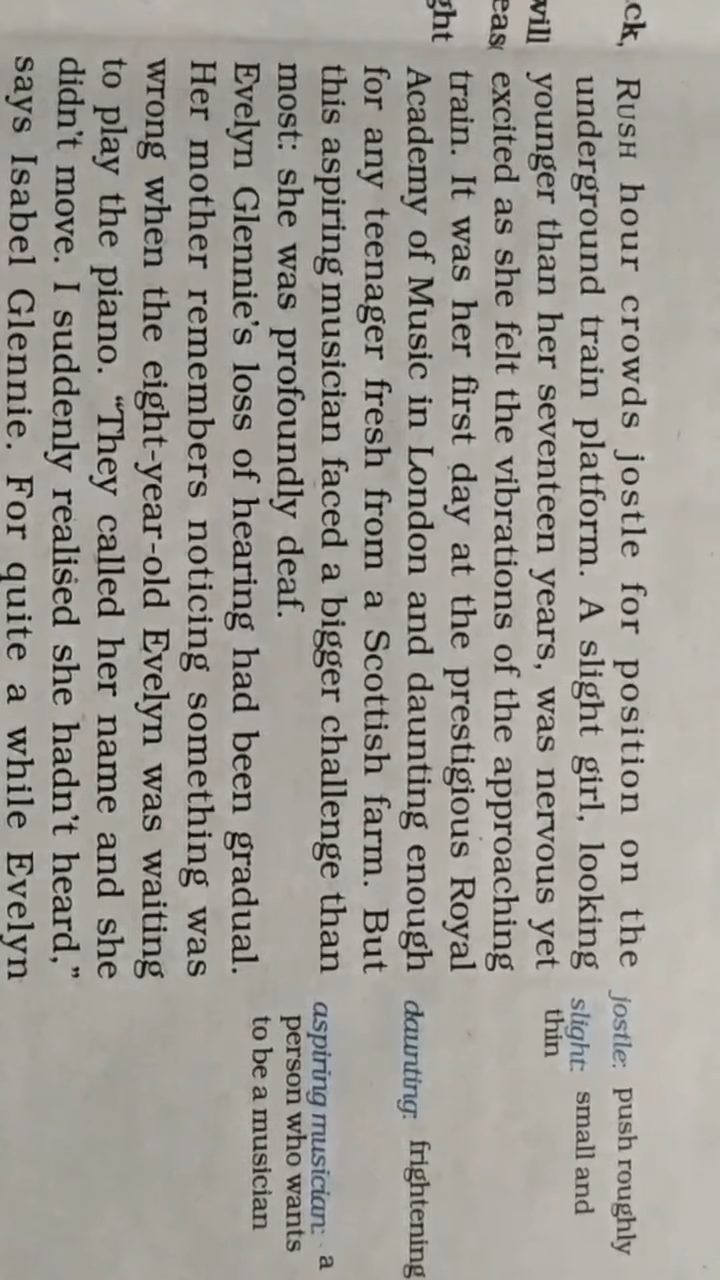 ck,
will
eas
ght
RUSH hour crowds jostle for position on the
underground train platform. A slight girl, looking
younger than her seventeen years, was nervous yet
excited as she felt the vibrations of the approaching
train. It was her first day at the prestigious Royal
Academy of Music in London and daunting enough
for any teenager fresh from a Scottish farm. But
this aspiring musician faced a bigger challenge than
most: she was profoundly deaf.
Evelyn Glennie's loss of hearing had been gradual.
Her mother remembers noticing something was
wrong when the eight-year-old Evelyn was waiting
to play the piano. “They called her name and she
didn't move. I suddenly realised she hadn't heard,”
says Isabel Glennie. For quite a while Evelyn
jostle: push roughly
slight: small and
thin
daunting: frightening
aspiring musician: a
person who wants
to be a musician